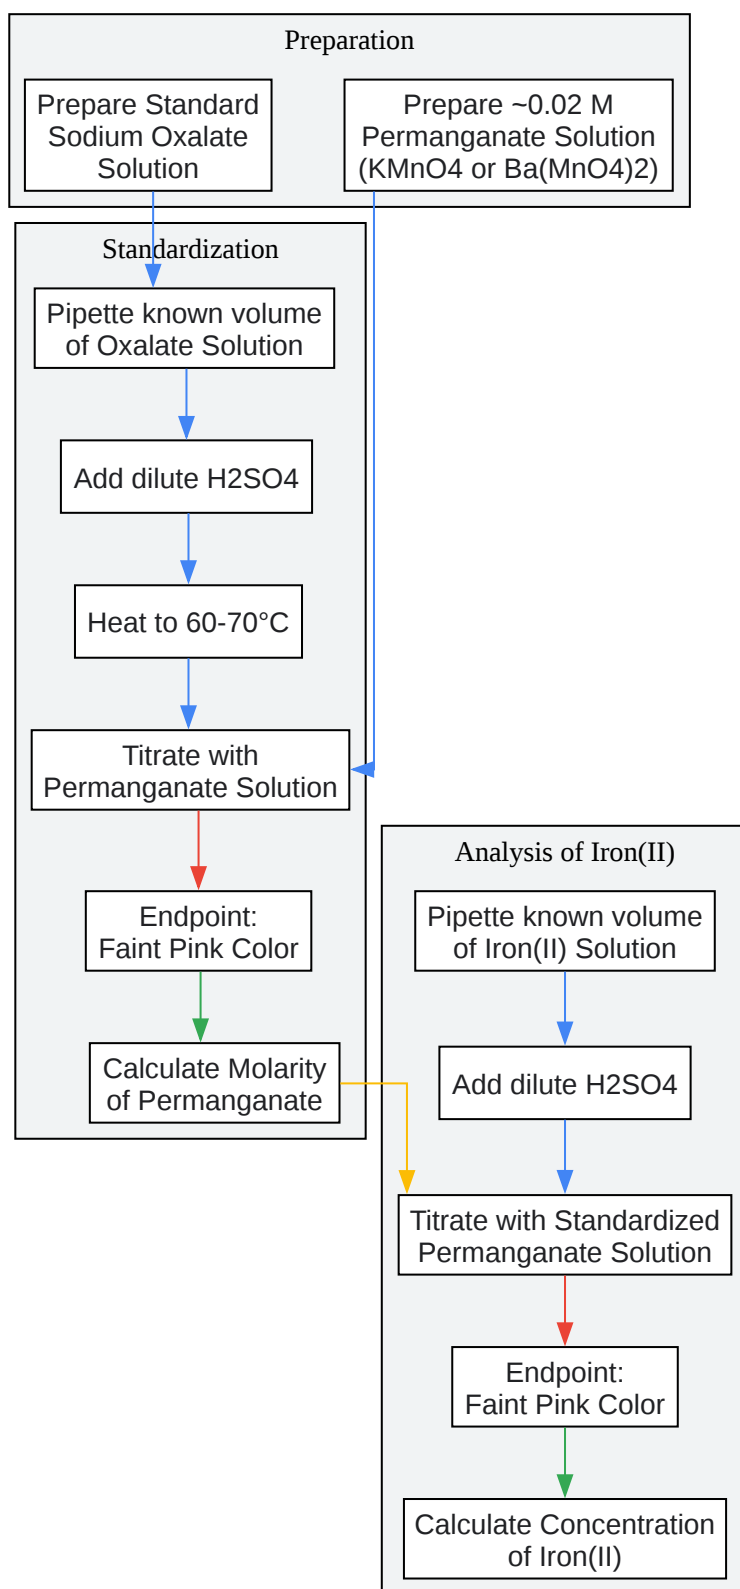 Preparation
Prepare Standard
Sodium Oxalate
Solution
Prepare ~0.02 M
Permanganate Solution
(KMnO4 or Ba(MnO4)2)
Standardization
Pipette known volume
of Oxalate Solution
Add dilute H2SO4
Heat to 60-70°C
Titrate with
Permanganate Solution
Endpoint:
Faint Pink Color
Calculate Molarity
of Permanganate
Analysis of Iron(II)
Pipette known volume
of Iron(II) Solution
Add dilute H2SO4
Titrate with Standardized
Permanganate Solution
Endpoint:
Faint Pink Color
Calculate Concentration
of Iron(II)